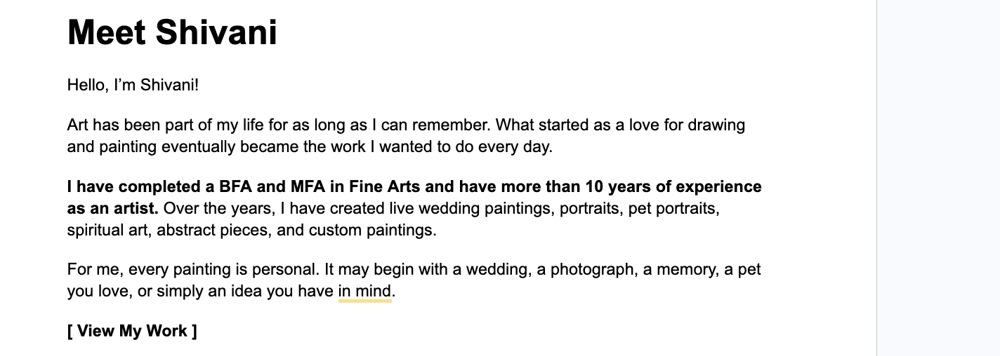 Meet Shivani
Hello, I’m Shivani!
Art has been part of my life for as long as I can remember. What started as a love for drawing
and painting eventually became the work I wanted to do every day.
I have completed a BFA and MFA in Fine Arts and have more than 10 years of experience
as an artist. Over the years, I have created live wedding paintings, portraits, pet portraits,
spiritual art, abstract pieces, and custom paintings.
For me, every painting is personal. It may begin with a wedding, a photograph, a memory, a pet
you love, or simply an idea you have in mind.
[ View My Work ]